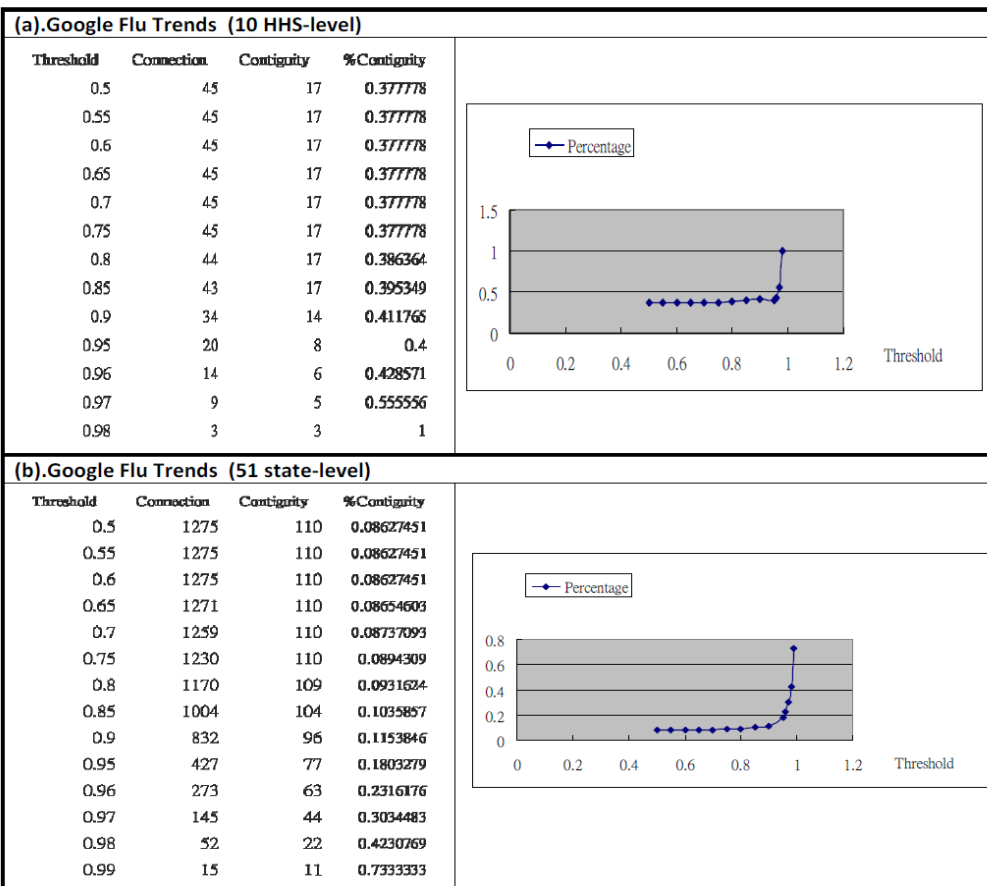 (a).Google Flu Trends (10 HHS-level)
Threshold Connection Contiguity %Contiguity
0.5 45 17 0.377778
0.55 45 17 0.377778
0.6 45 17 0.377778
0.65 45 17 0.377778
0.7 45 17 0.377778
0.75 45 17 0.377778
0.8 44 17 0.386364
0.85 43 17 0.395349
0.9 34 14 0.411765
0.95 20 8 0.4
0.96 14 6 0.428571
0.97 9 5 0.555556
0.98 3 3 1
Percentage
1.5
1
0.5
0
0 0.2 0.4 0.6 0.8 1 1.2
Threshold
(b).Google Flu Trends (51 state-level)
Threshold Connection Contiguity %Contiguity
0.5 1275 110 0.08627451
0.55 1275 110 0.08627451
0.6 1275 110 0.08627451
0.65 1271 110 0.08654603
0.7 1259 110 0.08737093
0.75 1230 110 0.0894309
0.8 1170 109 0.0931624
0.85 1004 104 0.1035857
0.9 832 96 0.1153846
0.95 427 77 0.1803279
0.96 273 63 0.2316176
0.97 145 44 0.3034483
0.98 52 22 0.4230769
0.99 15 11 0.7333333
Percentage
0.8
0.6
0.4
0.2
0
0 0.2 0.4 0.6 0.8 1 1.2
Threshold